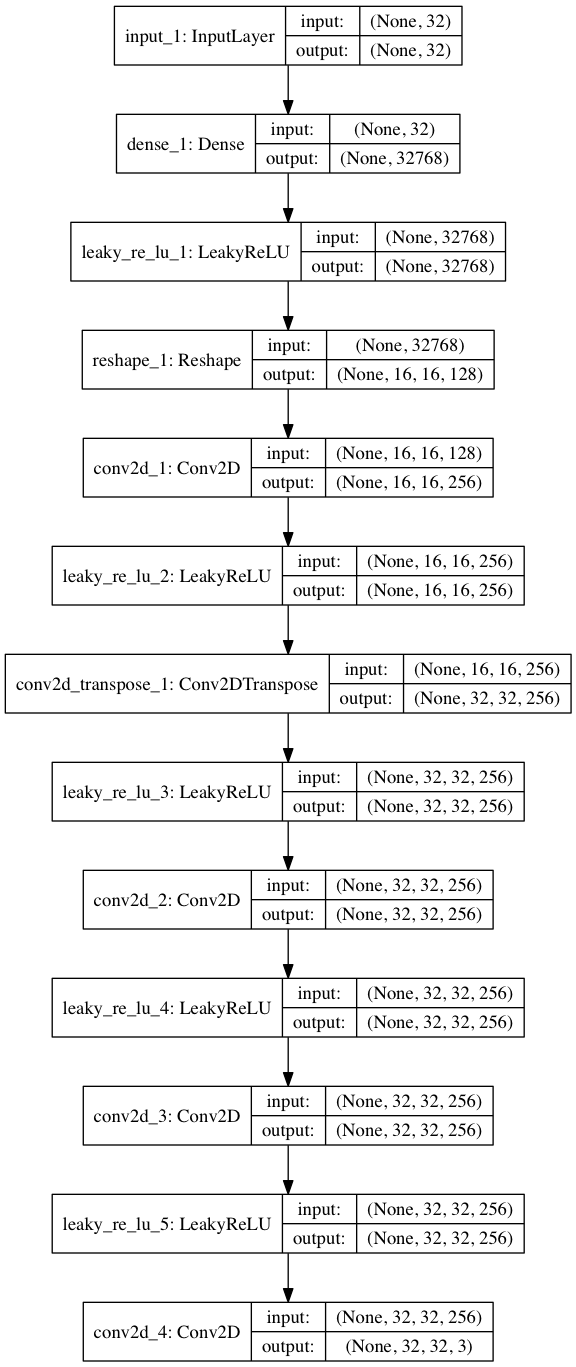 input_1: InputLayer
input: (None, 32)
output: (None, 32)
dense_1: Dense
input: (None, 32)
output: (None, 32768)
leaky_re_lu_1: LeakyReLU
input: (None, 32768)
output: (None, 32768)
reshape_1: Reshape
input: (None, 32768)
output: (None, 16, 16, 128)
conv2d_1: Conv2D
input: (None, 16, 16, 128)
output: (None, 16, 16, 256)
leaky_re_lu_2: LeakyReLU
input: (None, 16, 16, 256)
output: (None, 16, 16, 256)
conv2d_transpose_1: Conv2DTranspose
input: (None, 16, 16, 256)
output: (None, 32, 32, 256)
leaky_re_lu_3: LeakyReLU
input: (None, 32, 32, 256)
output: (None, 32, 32, 256)
conv2d_2: Conv2D
input: (None, 32, 32, 256)
output: (None, 32, 32, 256)
leaky_re_lu_4: LeakyReLU
input: (None, 32, 32, 256)
output: (None, 32, 32, 256)
conv2d_3: Conv2D
input: (None, 32, 32, 256)
output: (None, 32, 32, 256)
leaky_re_lu_5: LeakyReLU
input: (None, 32, 32, 256)
output: (None, 32, 32, 256)
conv2d_4: Conv2D
input: (None, 32, 32, 256)
output: (None, 32, 32, 3)